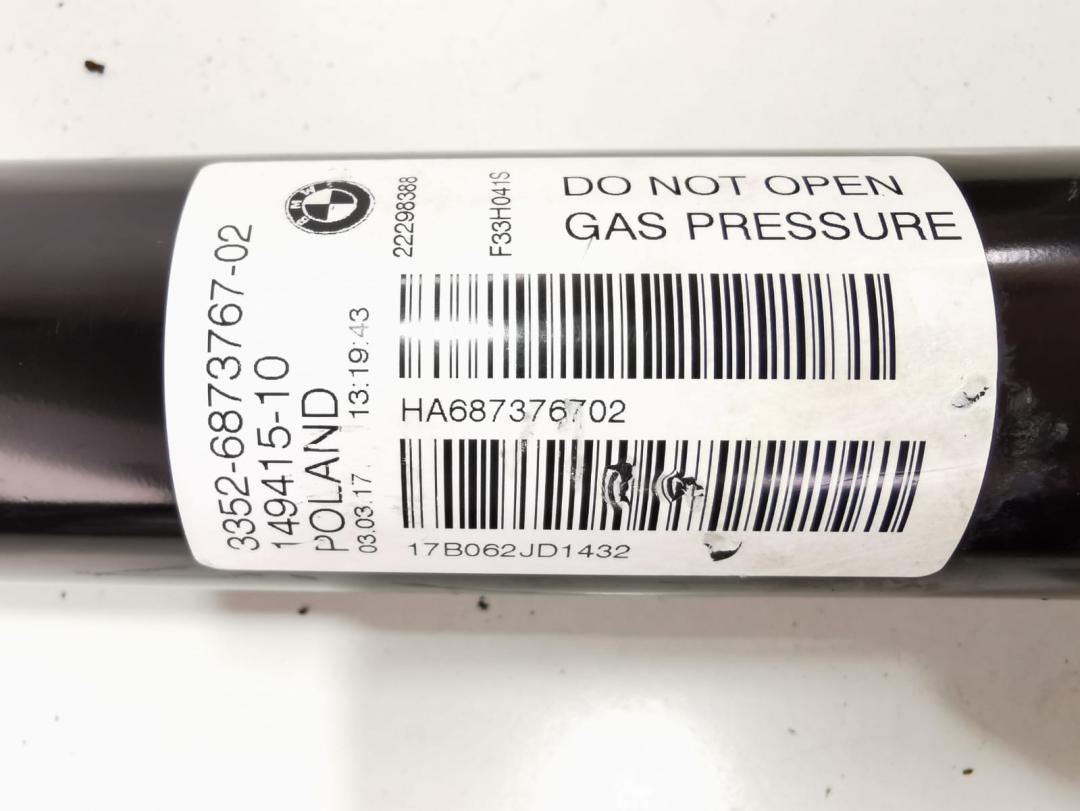 BMW
3352-6873767-02
149415-10
POLAND
03.03.17 13:19:43
22298388
F33H041S
DO NOT OPEN
GAS PRESSURE
HA687376702
17B062JD1432